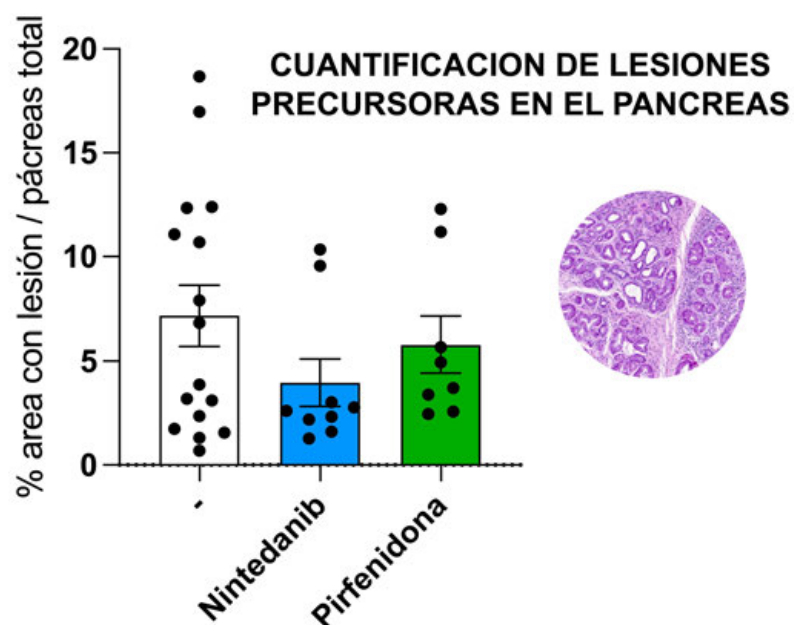 CUANTIFICACION DE LESIONES
PRECURSORAS EN EL PANCREAS
% area con lesión / pácreas total
20
15
10
5
0
-
Nintedanib
Pirfenidona